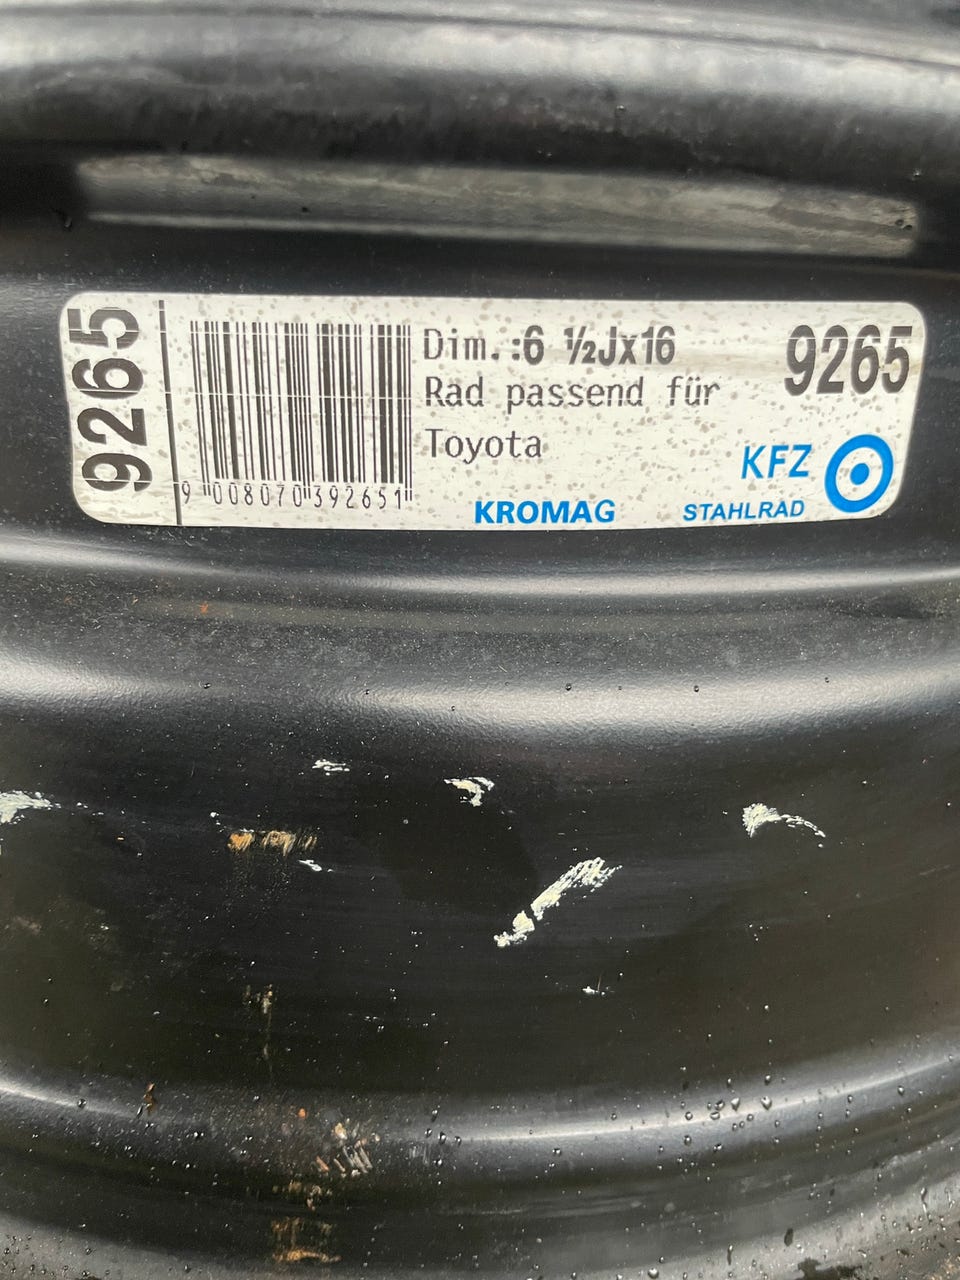 9265
Dim.:6 ½Jx16
9265
Rad passend für
Toyota
KFZ
9 008070 392651
KROMAG
STAHLRAD